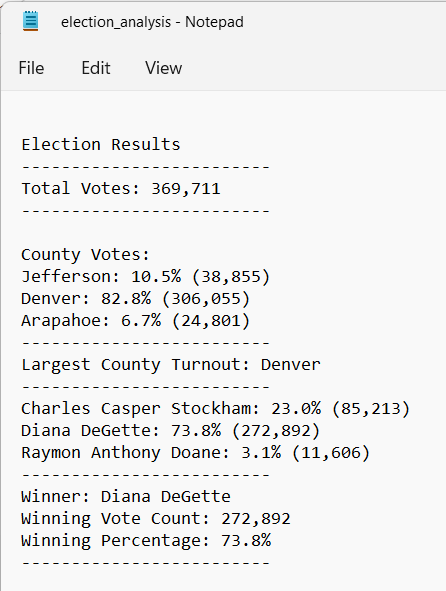 election_analysis - Notepad
File Edit View
Election Results
-------------------------
Total Votes: 369,711
-------------------------
County Votes:
Jefferson: 10.5% (38,855)
Denver: 82.8% (306,055)
Arapahoe: 6.7% (24,801)
-------------------------
Largest County Turnout: Denver
-------------------------
Charles Casper Stockham: 23.0% (85,213)
Diana DeGette: 73.8% (272,892)
Raymon Anthony Doane: 3.1% (11,606)
-------------------------
Winner: Diana DeGette
Winning Vote Count: 272,892
Winning Percentage: 73.8%
-------------------------